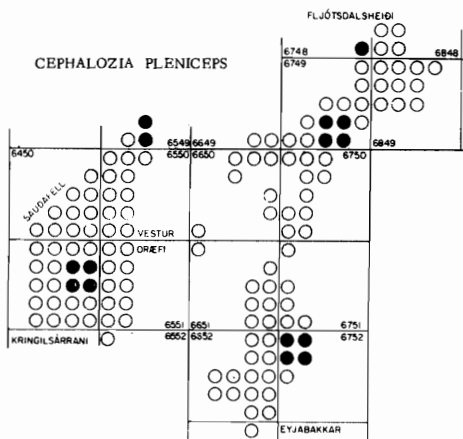 FLJÓTSDALSHEIÐI
CEPHALOZIA PLENICEPS
6748 6848
6749
6549 6649
6450 6550 6650 6750 6849
SAUÐAFELL
VESTUR
ÖRÆFI
6551 6651 6751
KRINGILSÁRRANI 6552 6652 6752
EYJABAKKAR